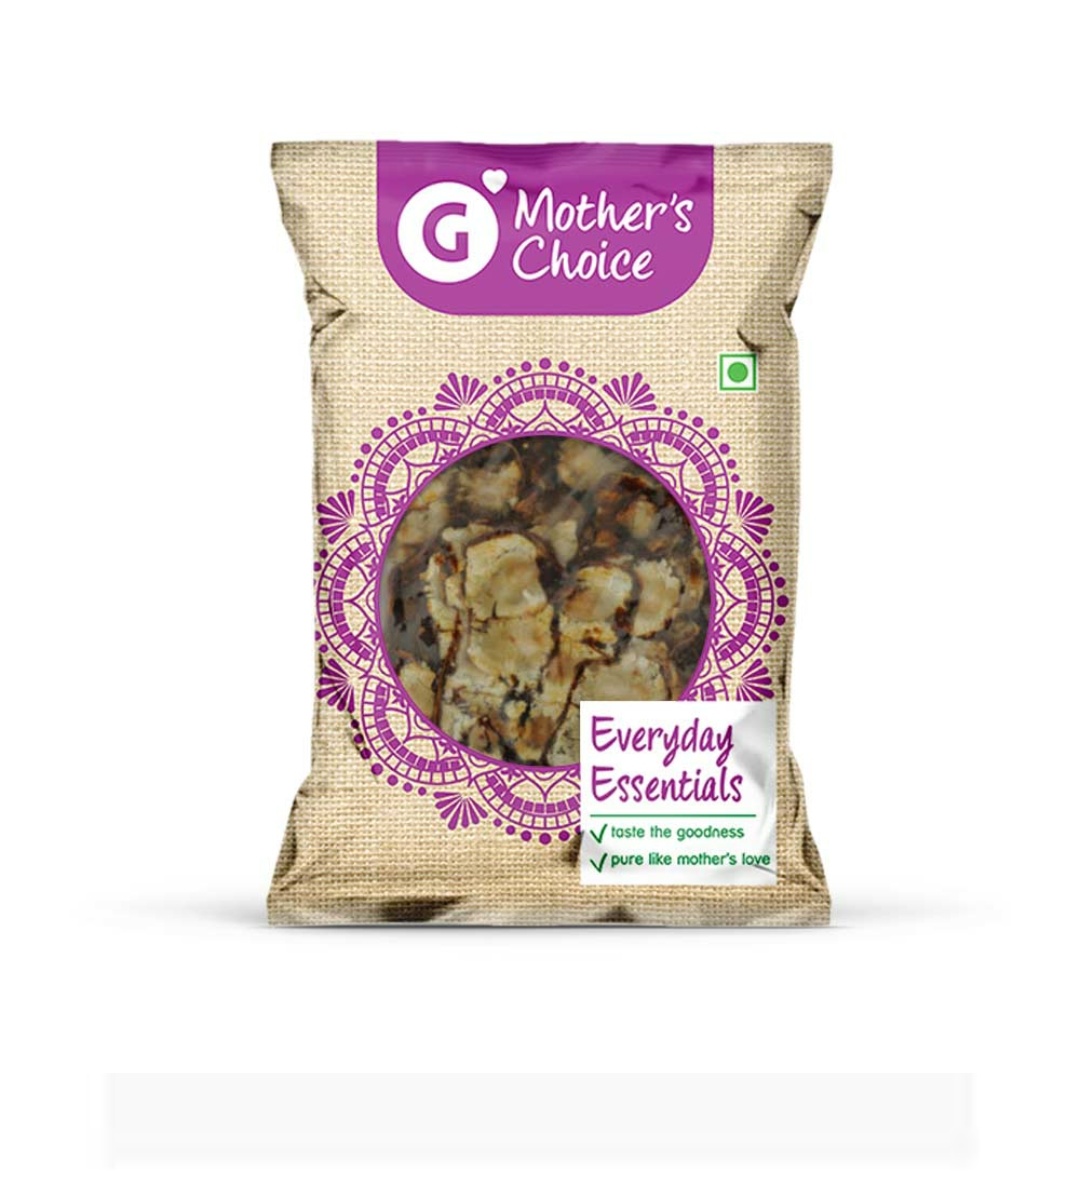 G Mother's
Choice
Everyday
Essentials
taste the goodness
pure like mother's love